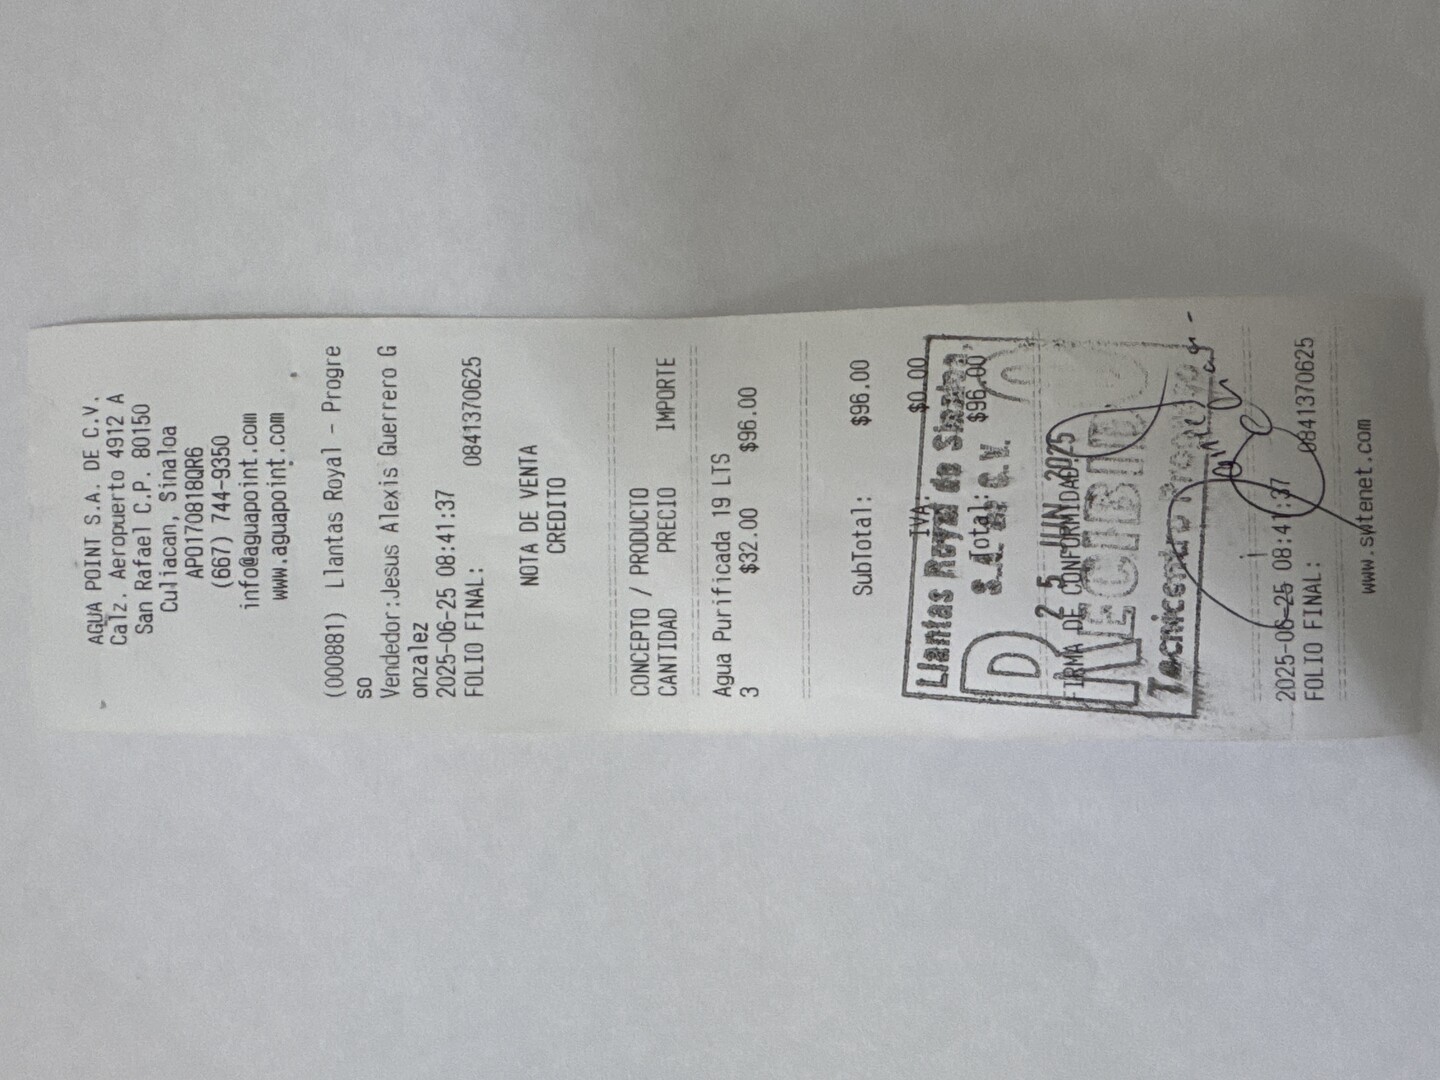 AGUA POINT S.A. DE C.V.
Calz. Aeropuerto 4912 A
San Rafael C.P. 80150
Culiacan, Sinaloa
APO170818QR6
(667) 744-9350
info@aguapoint.com
www.aguapoint.com
(000881) Llantas Royal - Progre
so
Vendedor:Jesus Alexis Guerrero G
onzalez
2025-06-25 08:41:37
FOLIO FINAL: 0841370625
NOTA DE VENTA
CREDITO
CONCEPTO / PRODUCTO
CANTIDAD PRECIO IMPORTE
Agua Purificada 19 LTS
3 $32.00 $96.00
SubTotal: $96.00
IVA: $0.00
Llantas Royal de Sinaloa,
Total: $96.00
S.A. de C.V.
25 JUN 2025
FIRMA DE CONFORMIDAD
RECIBIDO
Tecnicentro Progreso
2025-06-25 08:41:37
FOLIO FINAL: 0841370625
www.swtenet.com